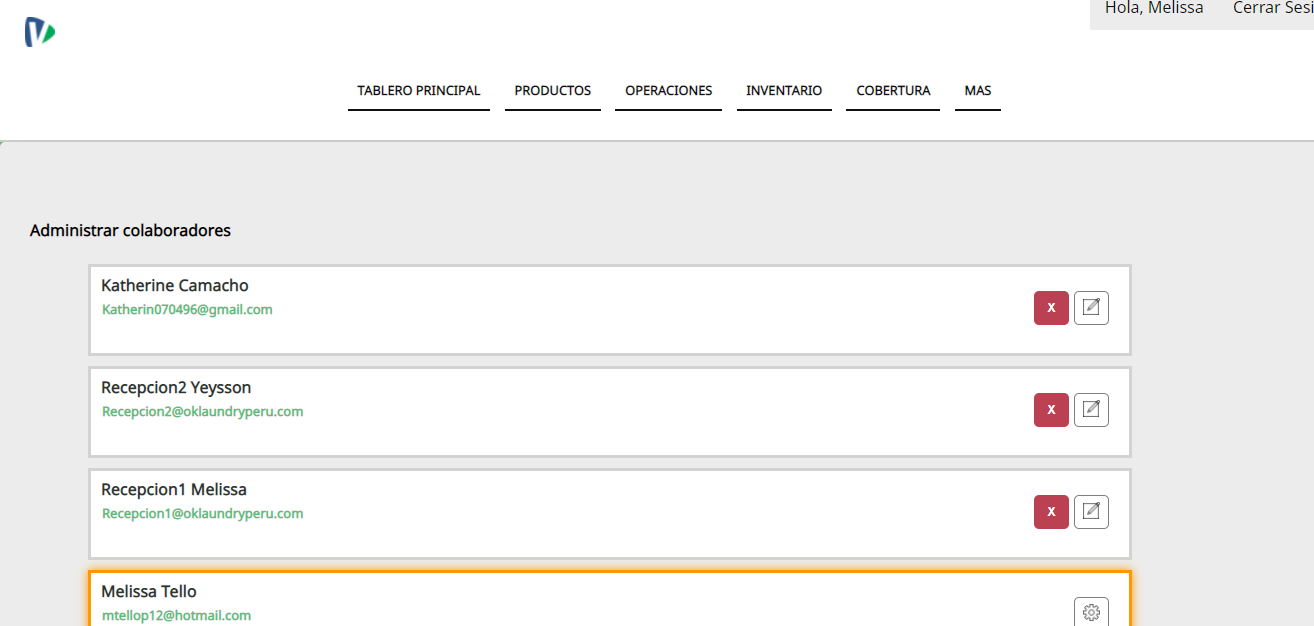 Hola, Melissa Cerrar Sesi
TABLERO PRINCIPAL PRODUCTOS OPERACIONES INVENTARIO COBERTURA MAS
Administrar colaboradores
Katherine Camacho
Katherin070496@gmail.com
X
Recepcion2 Yeysson
Recepcion2@oklaundryperu.com
X
Recepcion1 Melissa
Recepcion1@oklaundryperu.com
X
Melissa Tello
mtellop12@hotmail.com